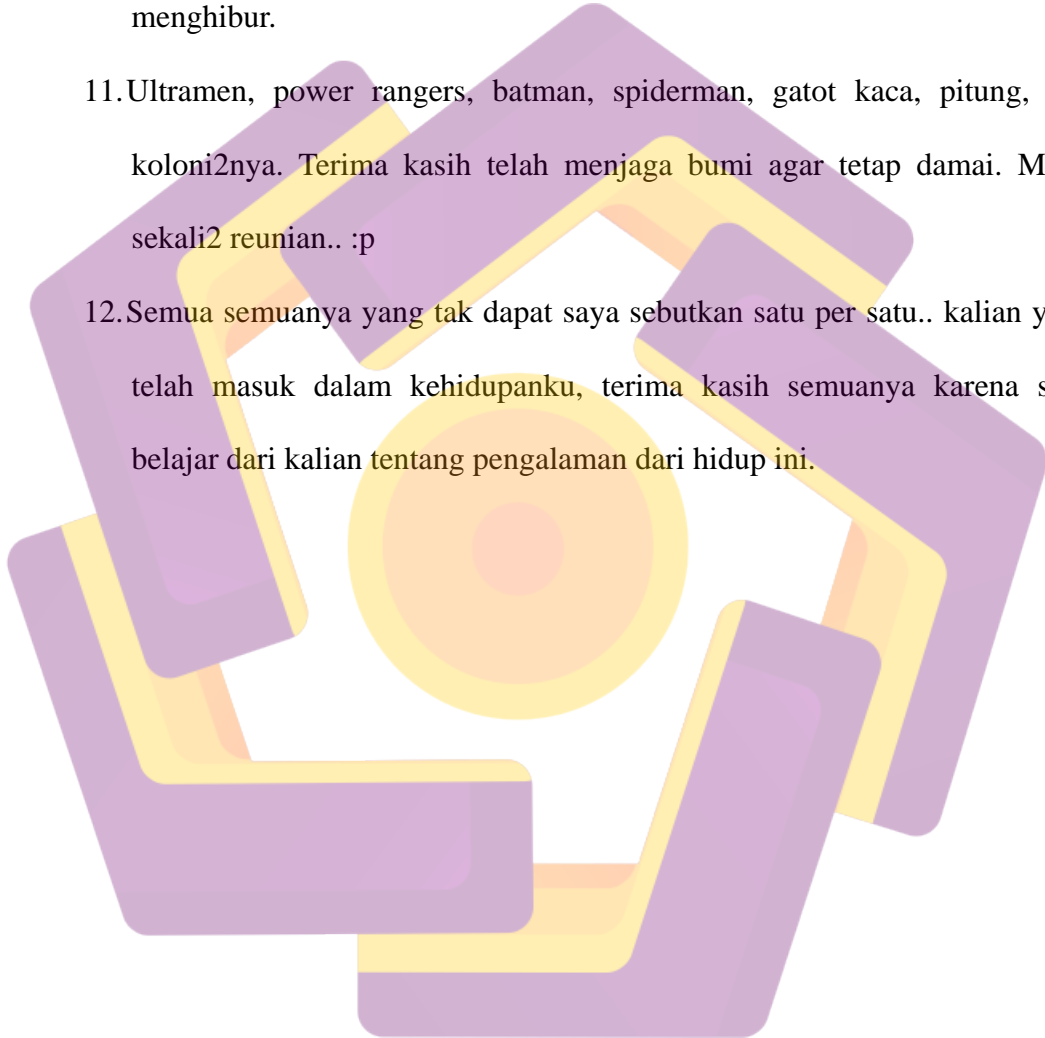 menghibur.
11.Ultramen, power rangers, batman, spiderman, gatot kaca, pitung,
koloni2nya. Terima kasih telah menjaga bumi agar tetap damai. M
sekali2 reunian.. :p
12.Semua semuanya yang tak dapat saya sebutkan satu per satu.. kalian y
telah masuk dalam kehidupanku, terima kasih semuanya karena s
belajar dari kalian tentang pengalaman dari hidup ini.